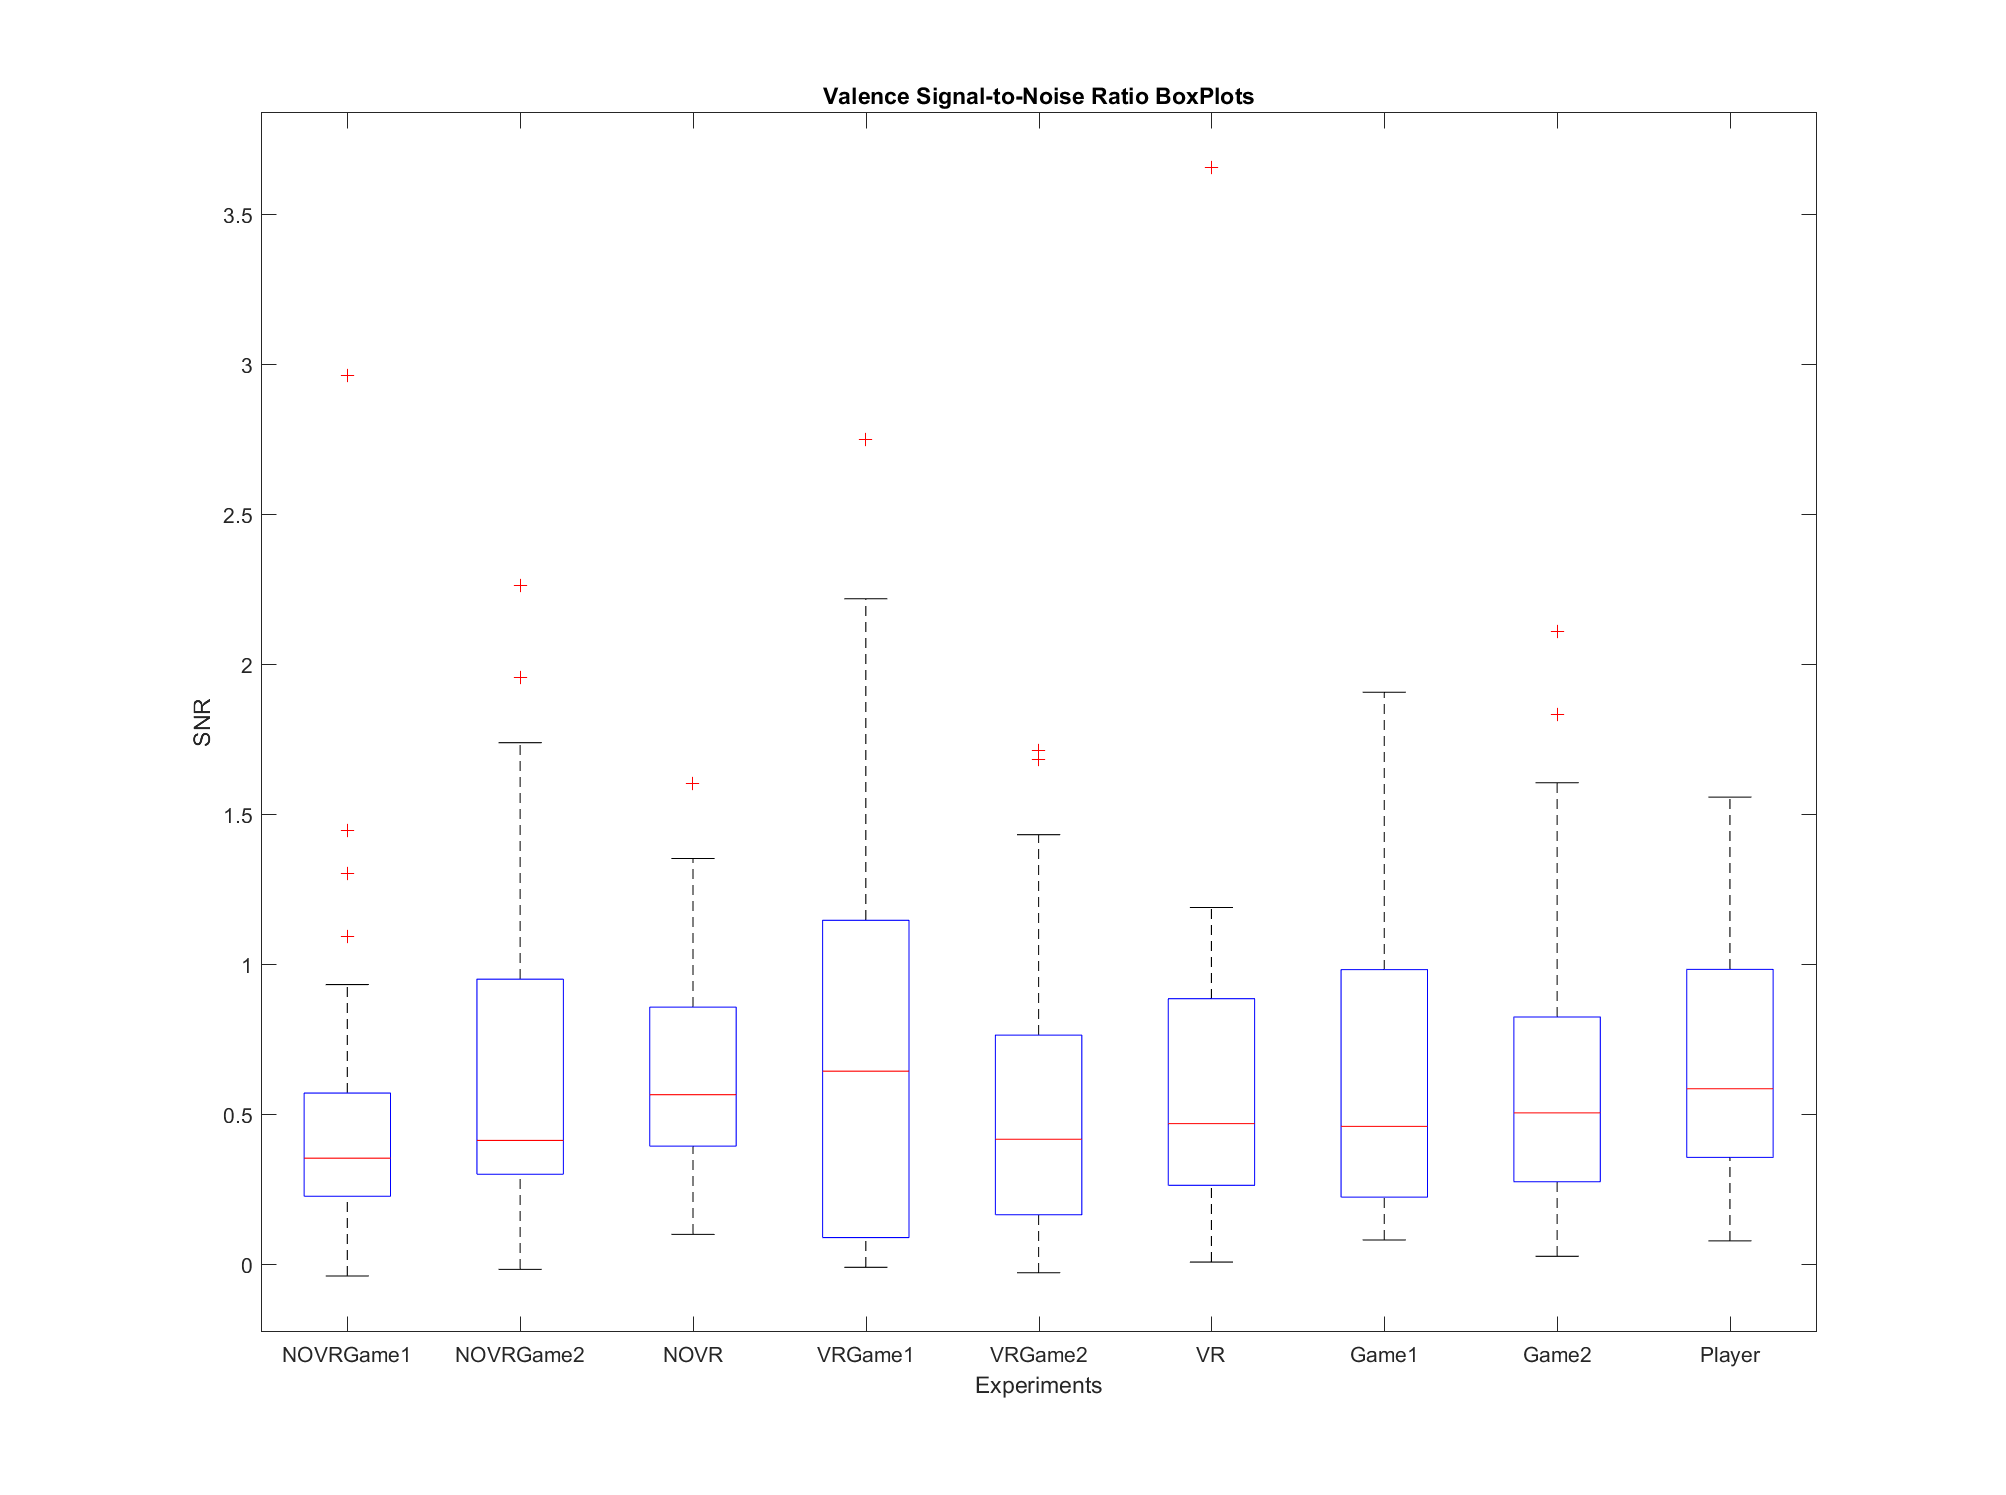 Valence Signal-to-Noise Ratio BoxPlots
3.5
3
2.5
2
1.5
1
0.5
0
SNR
NOVRGame1 NOVRGame2 NOVR VRGame1 VRGame2 VR Game1 Game2 Player
Experiments